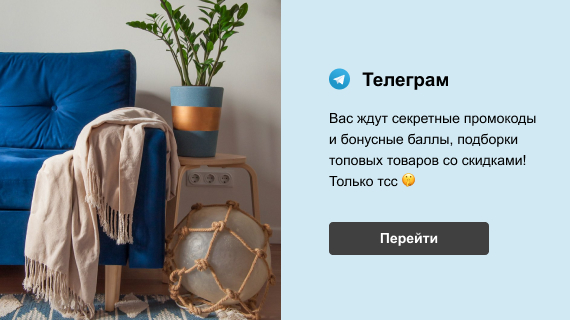 Телеграм
Вас ждут секретные промокоды
и бонусные баллы, подборки
топовых товаров со скидками!
Только тсс 🤫
Перейти